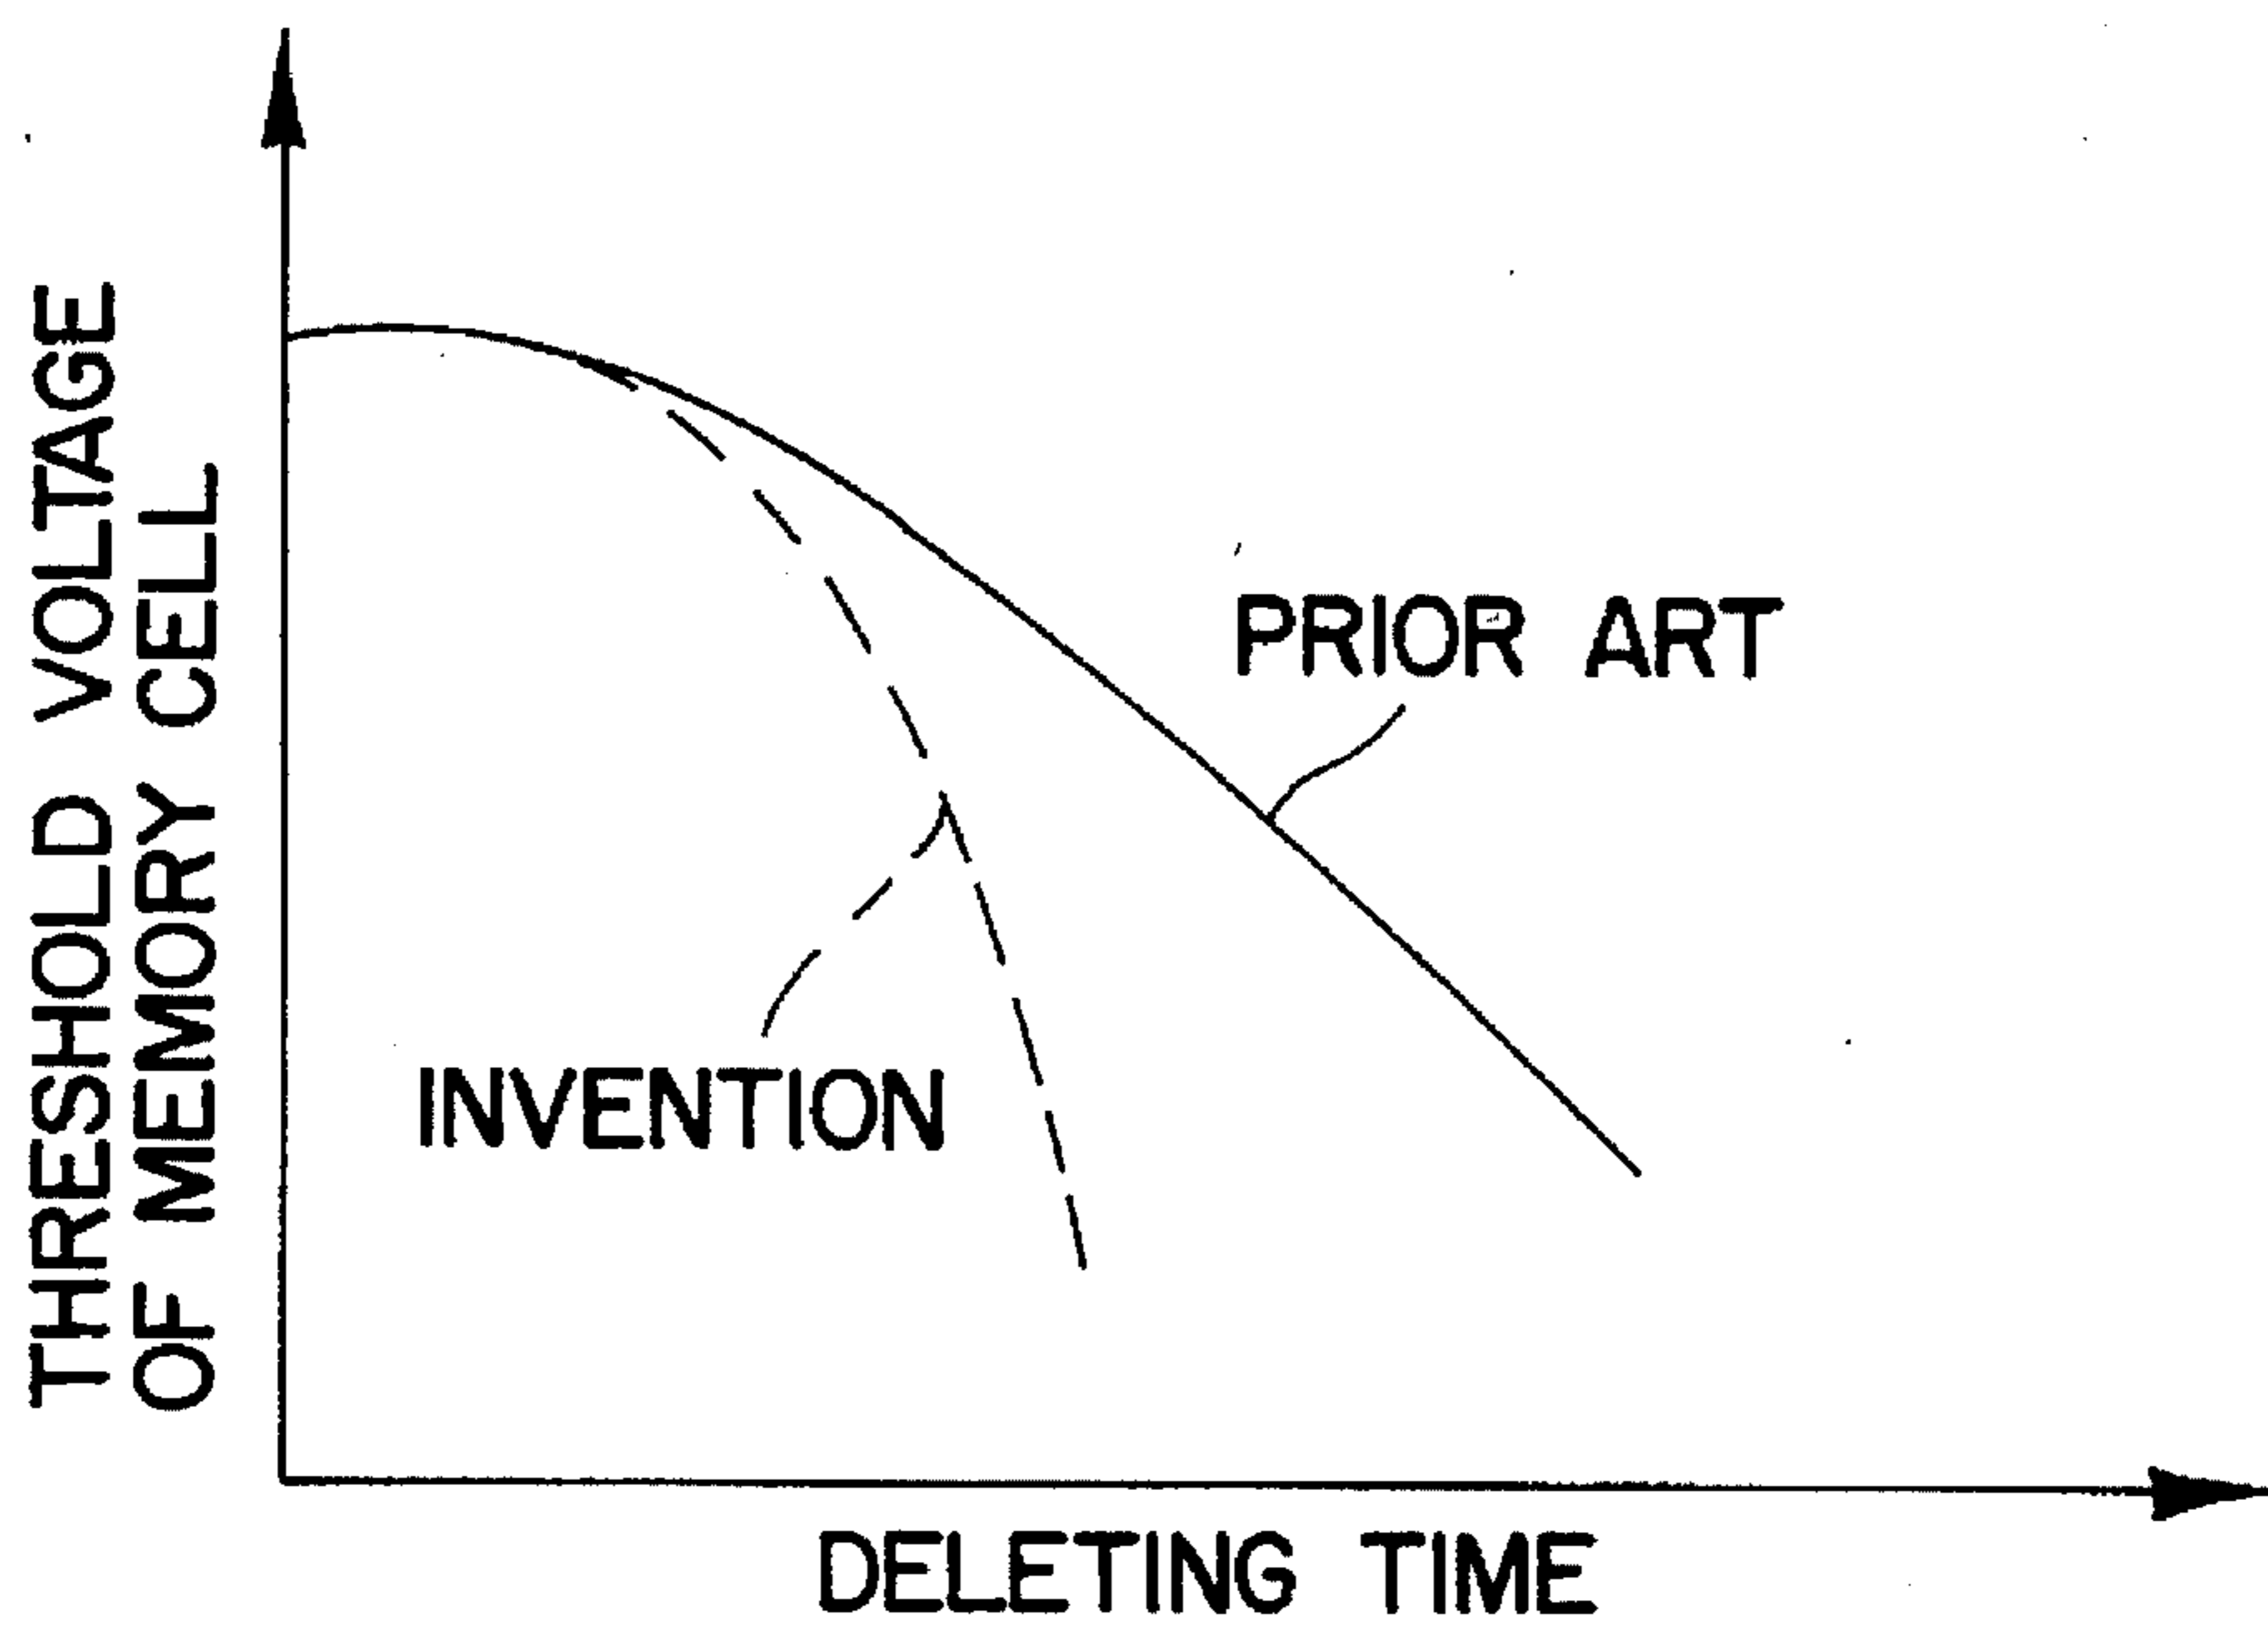 THRESHOLD VOLTAGE
OF MEMORY CELL
PRIOR ART
INVENTION
DELETING TIME